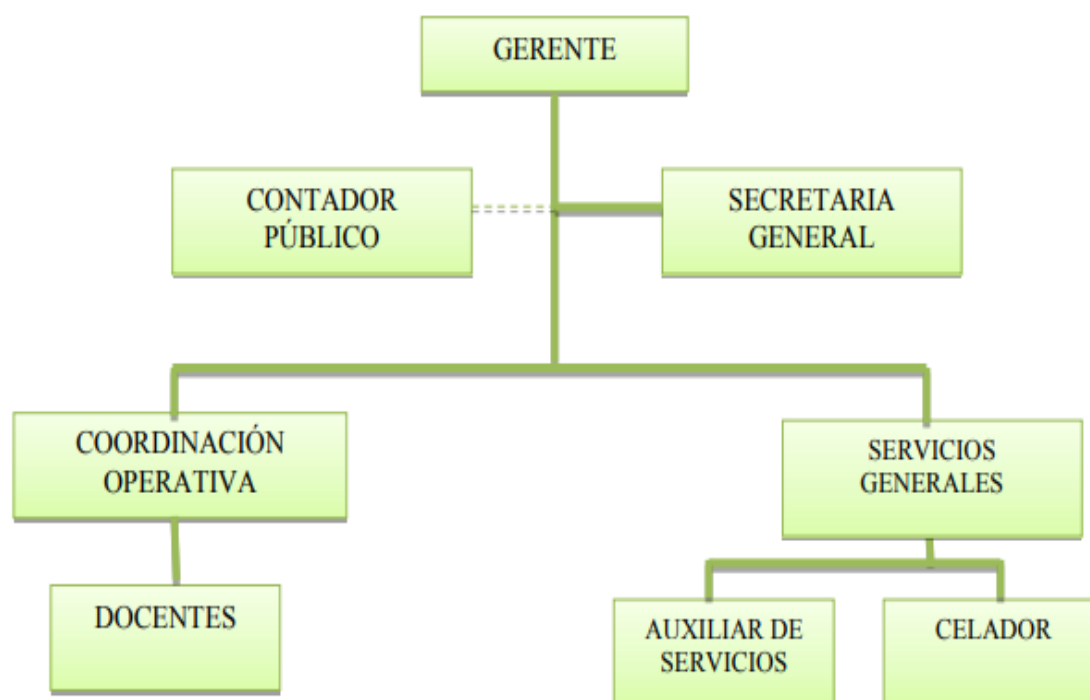 GERENTE
CONTADOR
PÚBLICO
SECRETARIA
GENERAL
COORDINACIÓN
OPERATIVA
SERVICIOS
GENERALES
DOCENTES
AUXILIAR DE
SERVICIOS
CELADOR